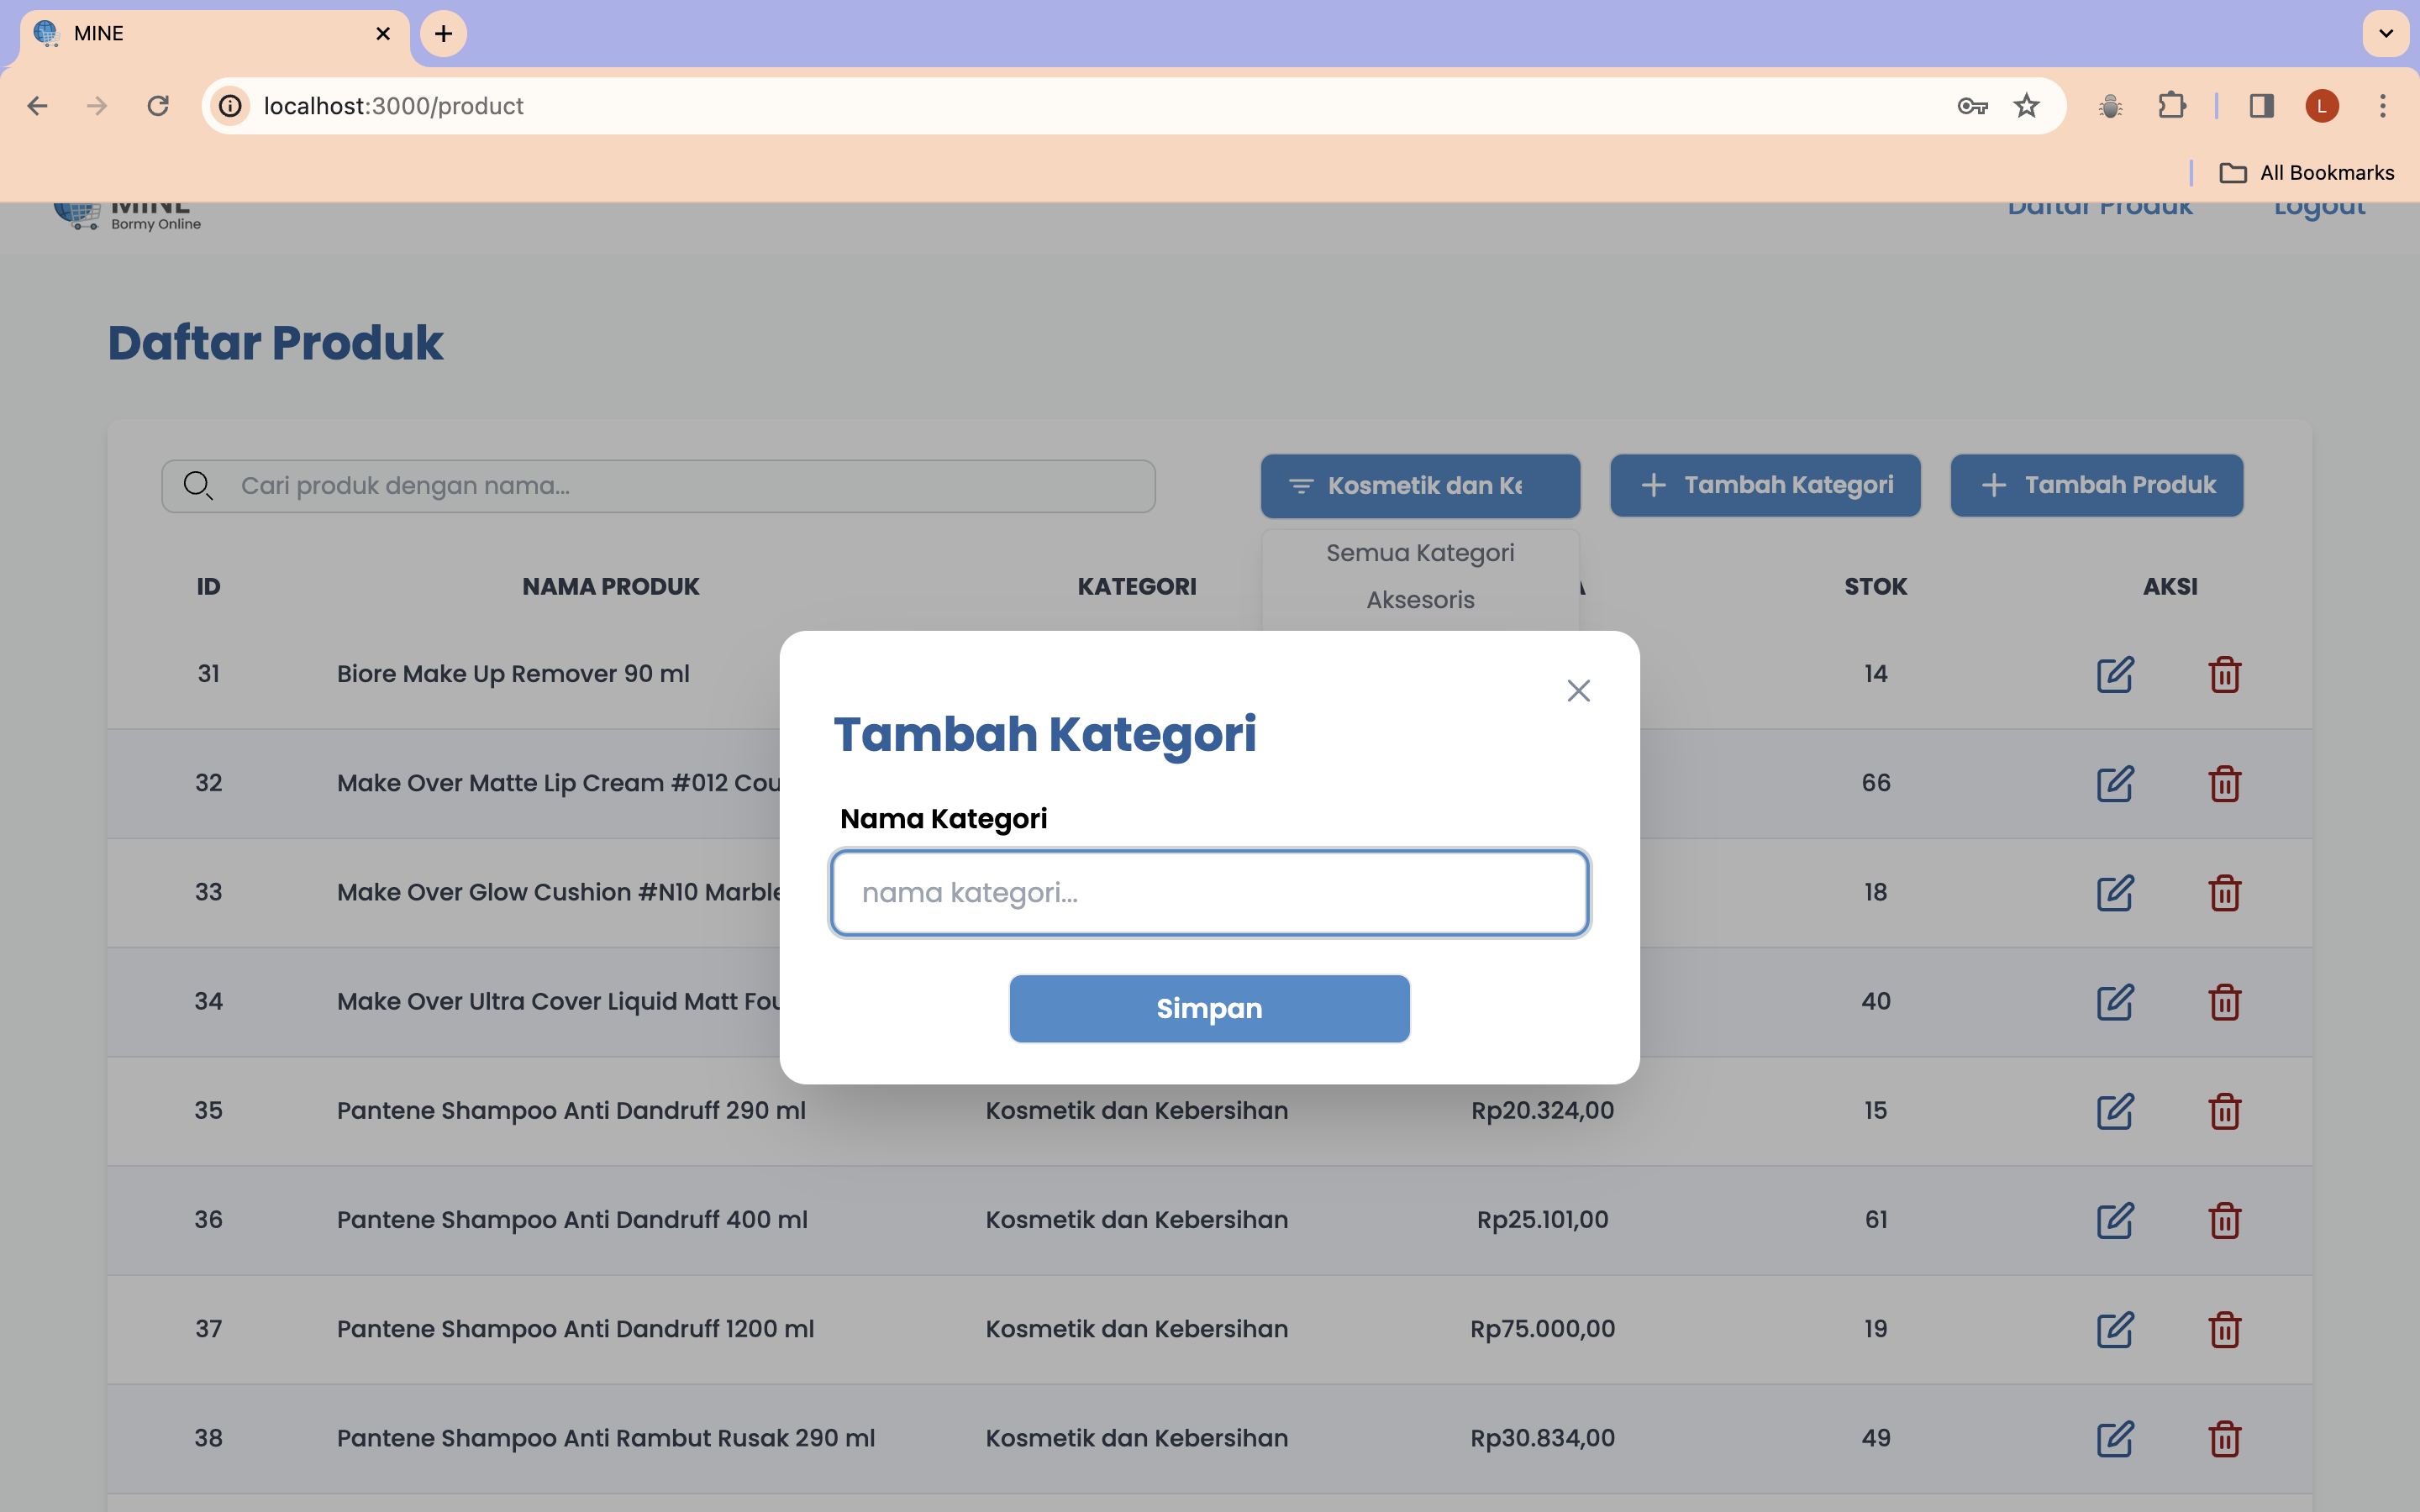 MINE
localhost:3000/product
L
All Bookmarks
MINE
Bormy Online
Daftar Produk
Logout
Daftar Produk
Cari produk dengan nama...
Kosmetik dan Ke
Tambah Kategori
Tambah Produk
Semua Kategori
Aksesoris
ID NAMA PRODUK KATEGORI A STOK AKSI
31 Biore Make Up Remover 90 ml 14
32 Make Over Matte Lip Cream #012 Cou 66
33 Make Over Glow Cushion #N10 Marble 18
34 Make Over Ultra Cover Liquid Matt Fou 40
Tambah Kategori
Nama Kategori
nama kategori...
Simpan
35 Pantene Shampoo Anti Dandruff 290 ml Kosmetik dan Kebersihan Rp20.324,00 15
36 Pantene Shampoo Anti Dandruff 400 ml Kosmetik dan Kebersihan Rp25.101,00 61
37 Pantene Shampoo Anti Dandruff 1200 ml Kosmetik dan Kebersihan Rp75.000,00 19
38 Pantene Shampoo Anti Rambut Rusak 290 ml Kosmetik dan Kebersihan Rp30.834,00 49